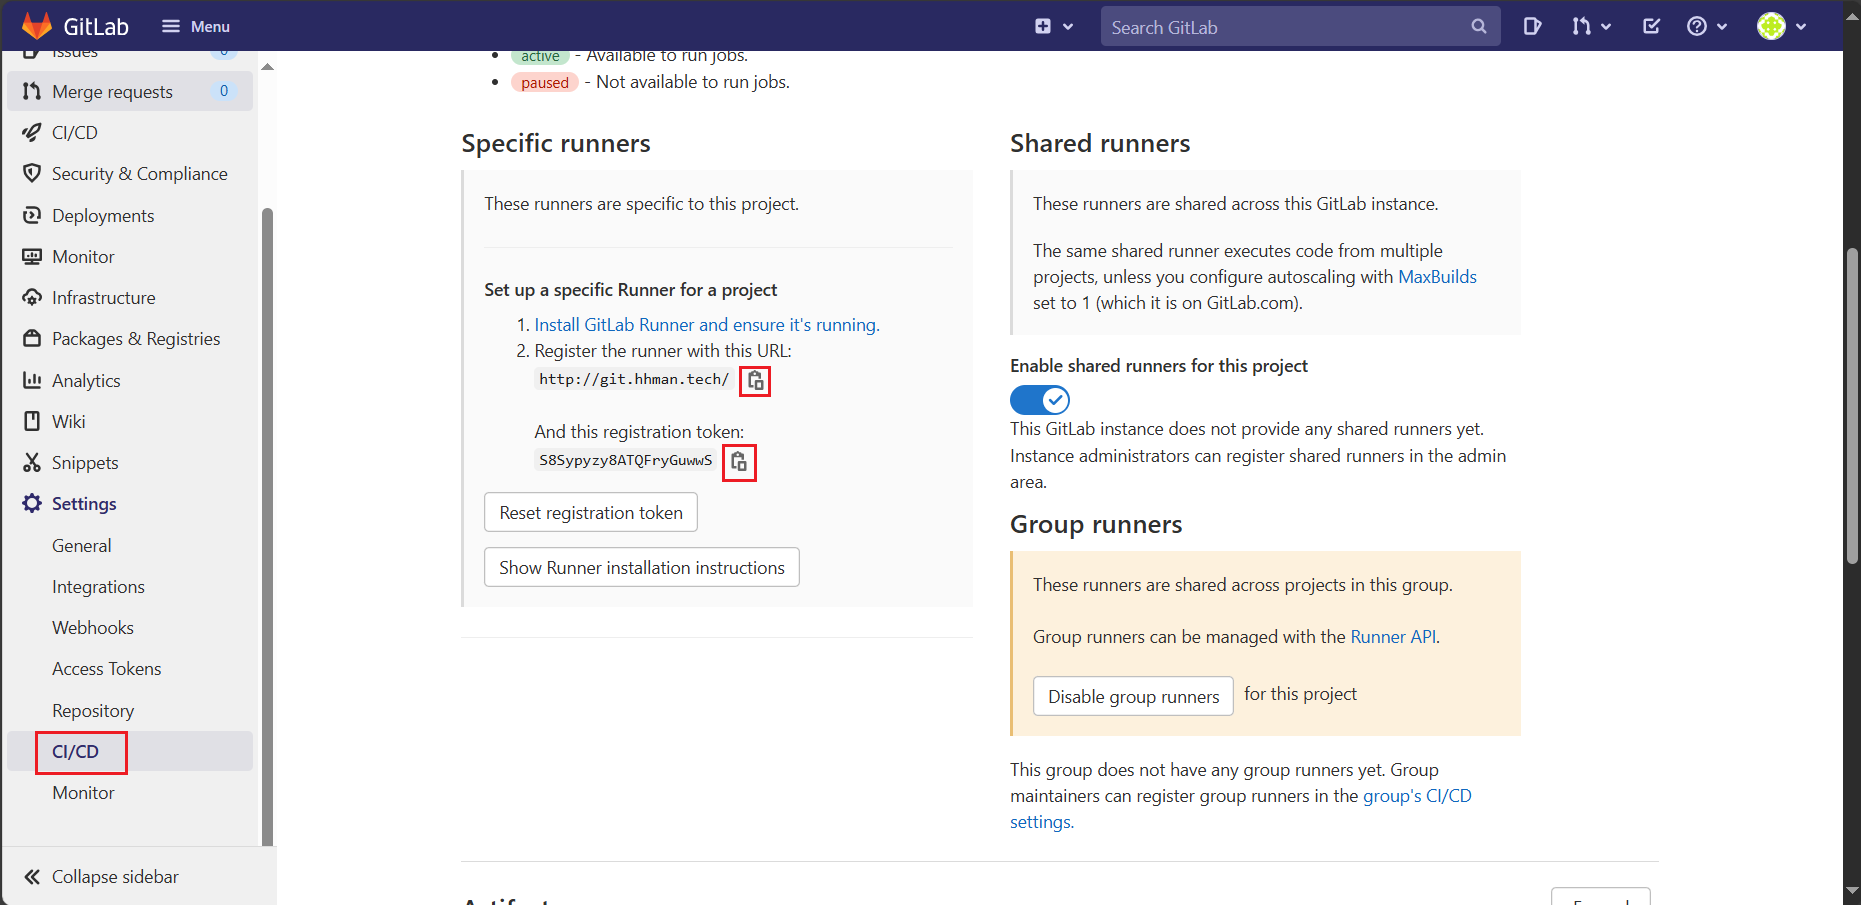 GitLab
Menu
Search GitLab
Issues 0
Merge requests 0
CI/CD
Security & Compliance
Deployments
Monitor
Infrastructure
Packages & Registries
Analytics
Wiki
Snippets
Settings
General
Integrations
Webhooks
Access Tokens
Repository
CI/CD
Monitor
Collapse sidebar
• active - Available to run jobs.
• paused - Not available to run jobs.
Specific runners
These runners are specific to this project.
Set up a specific Runner for a project
1. Install GitLab Runner and ensure it's running.
2. Register the runner with this URL:
http://git.hhman.tech/
And this registration token:
S8Sypyzy8ATQFryGuwwS
Reset registration token
Show Runner installation instructions
Shared runners
These runners are shared across this GitLab instance.
The same shared runner executes code from multiple
projects, unless you configure autoscaling with MaxBuilds
set to 1 (which it is on GitLab.com).
Enable shared runners for this project
This GitLab instance does not provide any shared runners yet.
Instance administrators can register shared runners in the admin
area.
Group runners
These runners are shared across projects in this group.
Group runners can be managed with the Runner API.
Disable group runners for this project
This group does not have any group runners yet. Group
maintainers can register group runners in the group's CI/CD
settings.